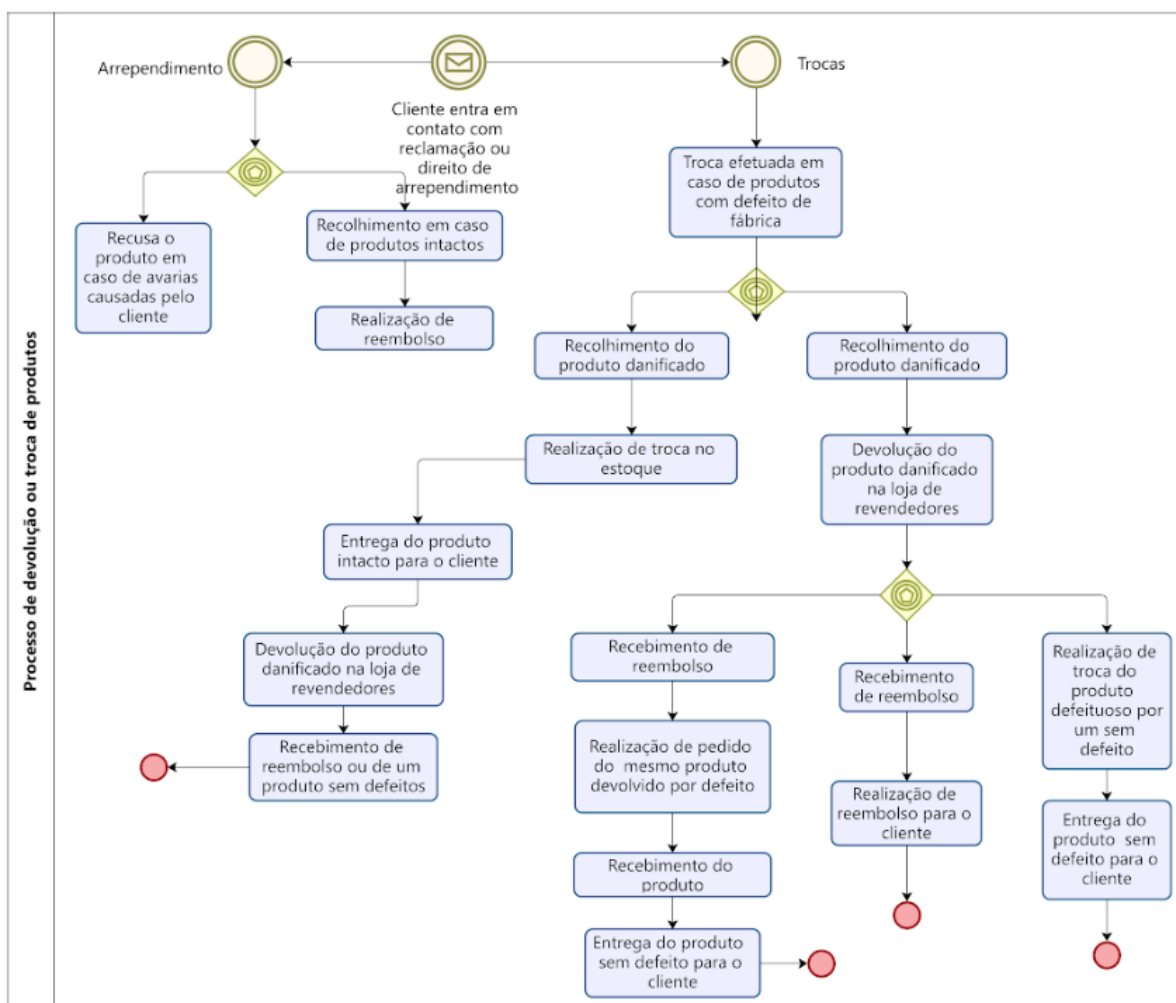 Processo de devolução ou troca de produtos
Arrependimento
Cliente entra em
contato com
reclamação ou
direito de
arrependimento
Trocas
Recusa o
produto em
caso de avarias
causadas pelo
cliente
Recolhimento em caso
de produtos intactos
Realização de
reembolso
Troca efetuada em
caso de produtos
com defeito de
fábrica
Recolhimento do
produto danificado
Recolhimento do
produto danificado
Realização de troca no
estoque
Devolução do
produto danificado
na loja de
revendedores
Entrega do produto
intacto para o cliente
Devolução do produto
danificado na loja de
revendedores
Recebimento de
reembolso ou de um
produto sem defeitos
Recebimento de
reembolso
Realização de pedido
do mesmo produto
devolvido por defeito
Recebimento do
produto
Entrega do produto
sem defeito para o
cliente
Recebimento
de reembolso
Realização de
reembolso para o
cliente
Realização de
troca do
produto
defeituoso por
um sem
defeito
Entrega do
produto sem
defeito para o
cliente